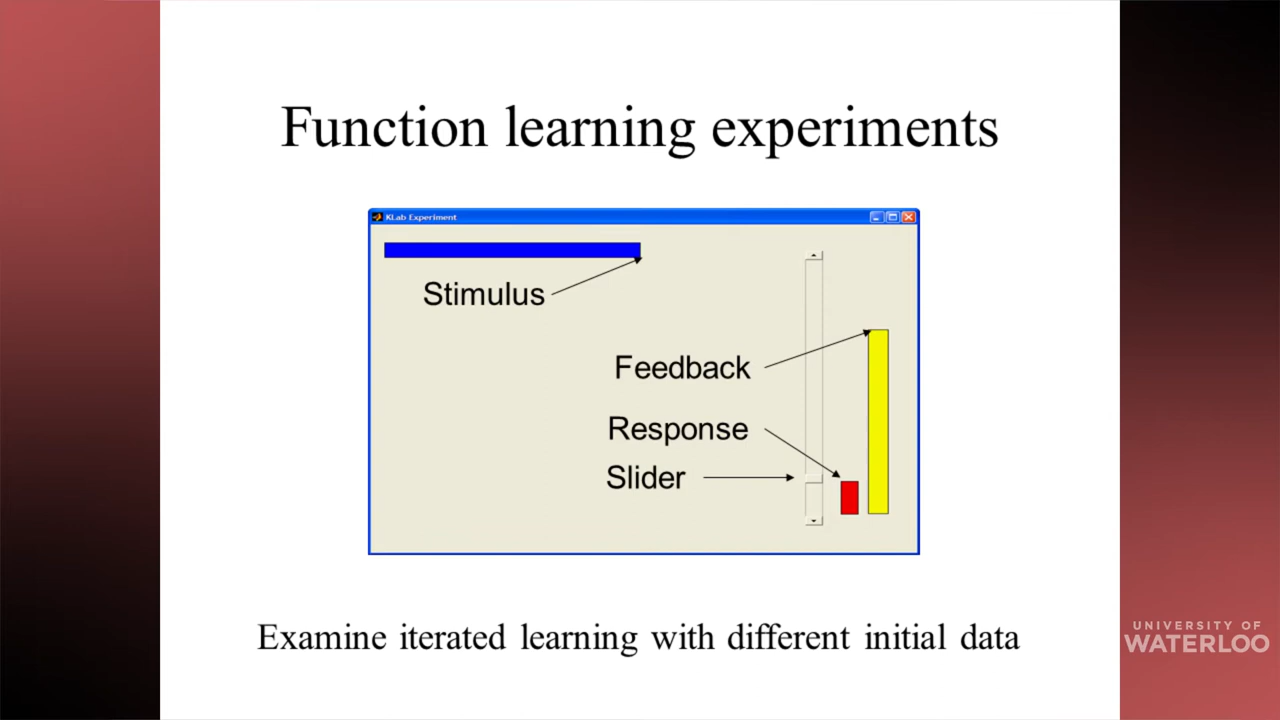 Function learning experiments
KLab Experiment
Stimulus
Feedback
Response
Slider
Examine iterated learning with different initial data
UNIVERSITY OF
WATERLOO